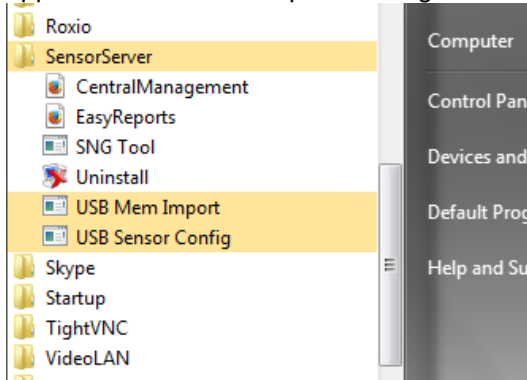 Roxio
SensorServer
CentralManagement
EasyReports
SNG Tool
Uninstall
USB Mem Import
USB Sensor Config
Skype
Startup
TightVNC
VideoLAN
Computer
Control Pan
Devices and
Default Prog
Help and Su